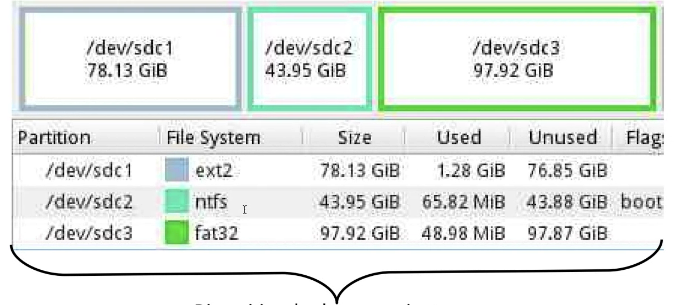 /dev/sdc1
78.13 GiB
/dev/sdc2
43.95 GiB
/dev/sdc3
97.92 GiB
Partition File System Size Used Unused Flags
/dev/sdc1 ext2 78.13 GiB 1.28 GiB 76.85 GiB
/dev/sdc2 ntfs 43.95 GiB 65.82 MiB 43.88 GiB boot
/dev/sdc3 fat32 97.92 GiB 48.98 MiB 97.87 GiB